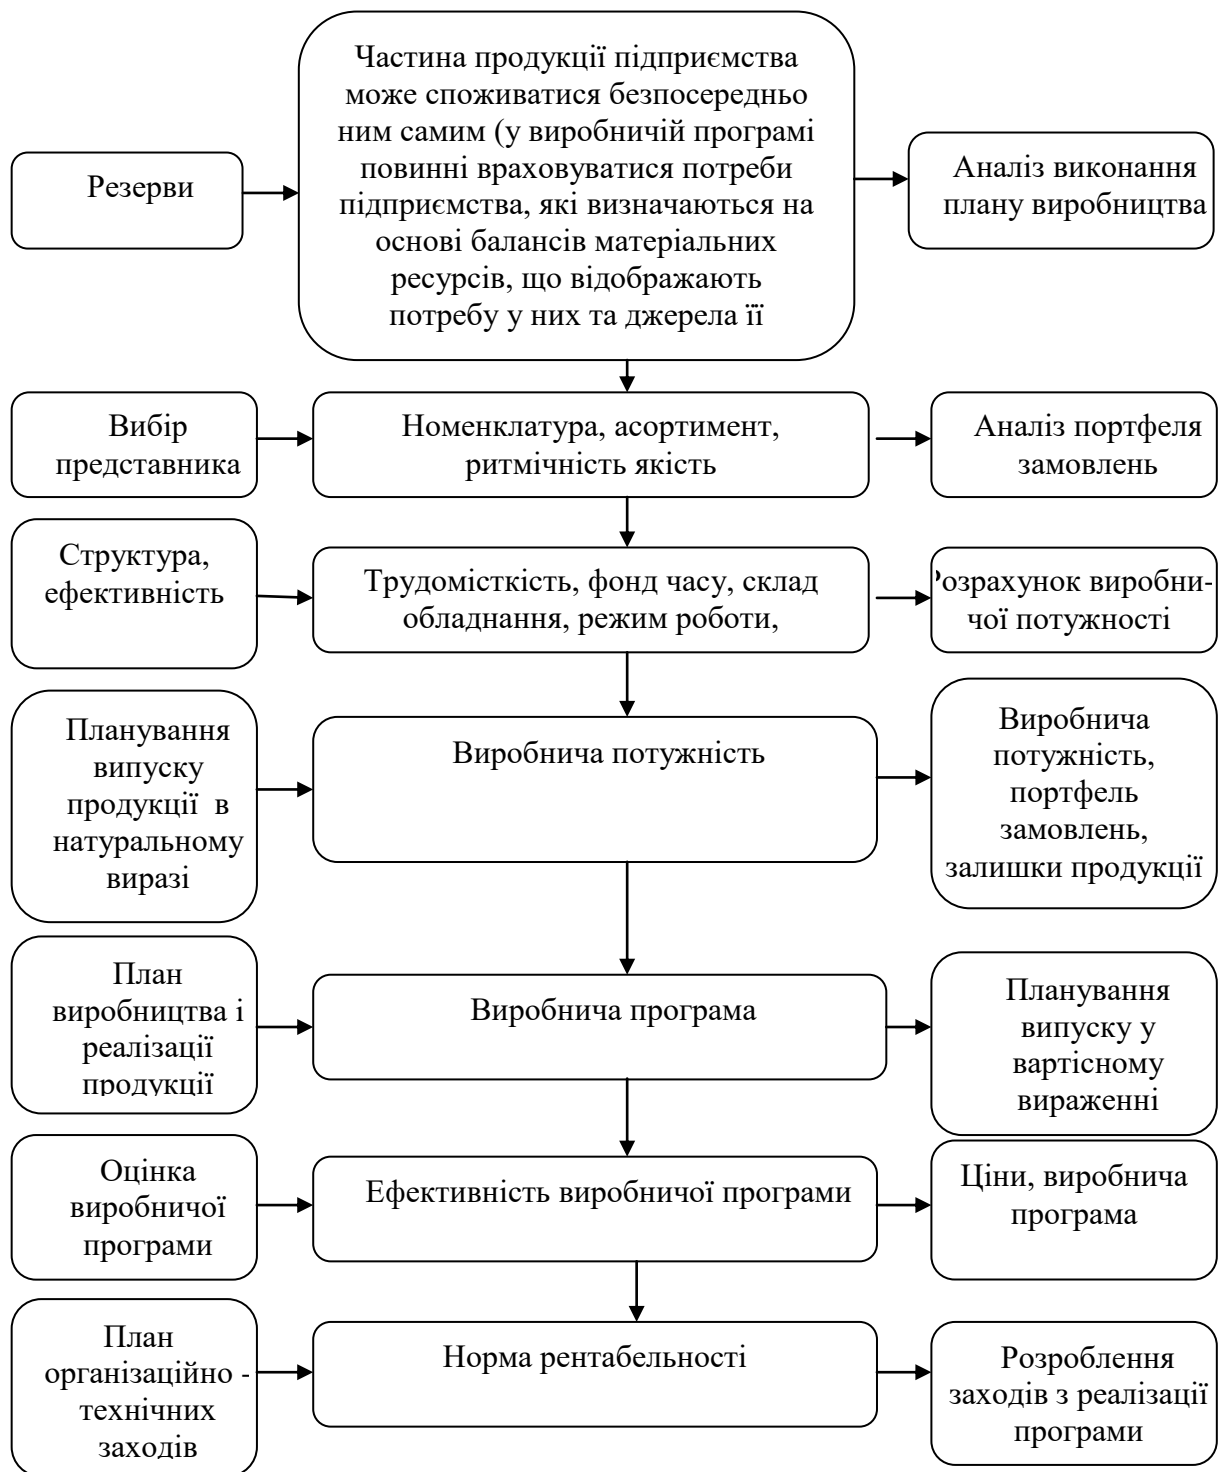 Резерви
Частина продукції підприємства
може споживатися безпосередньо
ним самим (у виробничій програмі
повинні враховуватися потреби
підприємства, які визначаються на
основі балансів матеріальних
ресурсів, що відображають
потребу у них та джерела її
Аналіз виконання
плану виробництва
Вибір
представника
Номенклатура, асортимент,
ритмічність якість
Аналіз портфеля
замовлень
Структура,
ефективність
Трудомісткість, фонд часу, склад
обладнання, режим роботи,
Розрахунок виробни-
чої потужності
Планування
випуску
продукції в
натуральному
виразі
Виробнича потужність
Виробнича
потужність,
портфель
замовлень,
залишки продукції
План
виробництва і
реалізації
продукції
Виробнича програма
Планування
випуску у
вартісному
вираженні
Оцінка
виробничої
програми
Ефективність виробничої програми
Ціни, виробнича
програма
План
організаційно -
технічних
заходів
Норма рентабельності
Розроблення
заходів з реалізації
програми